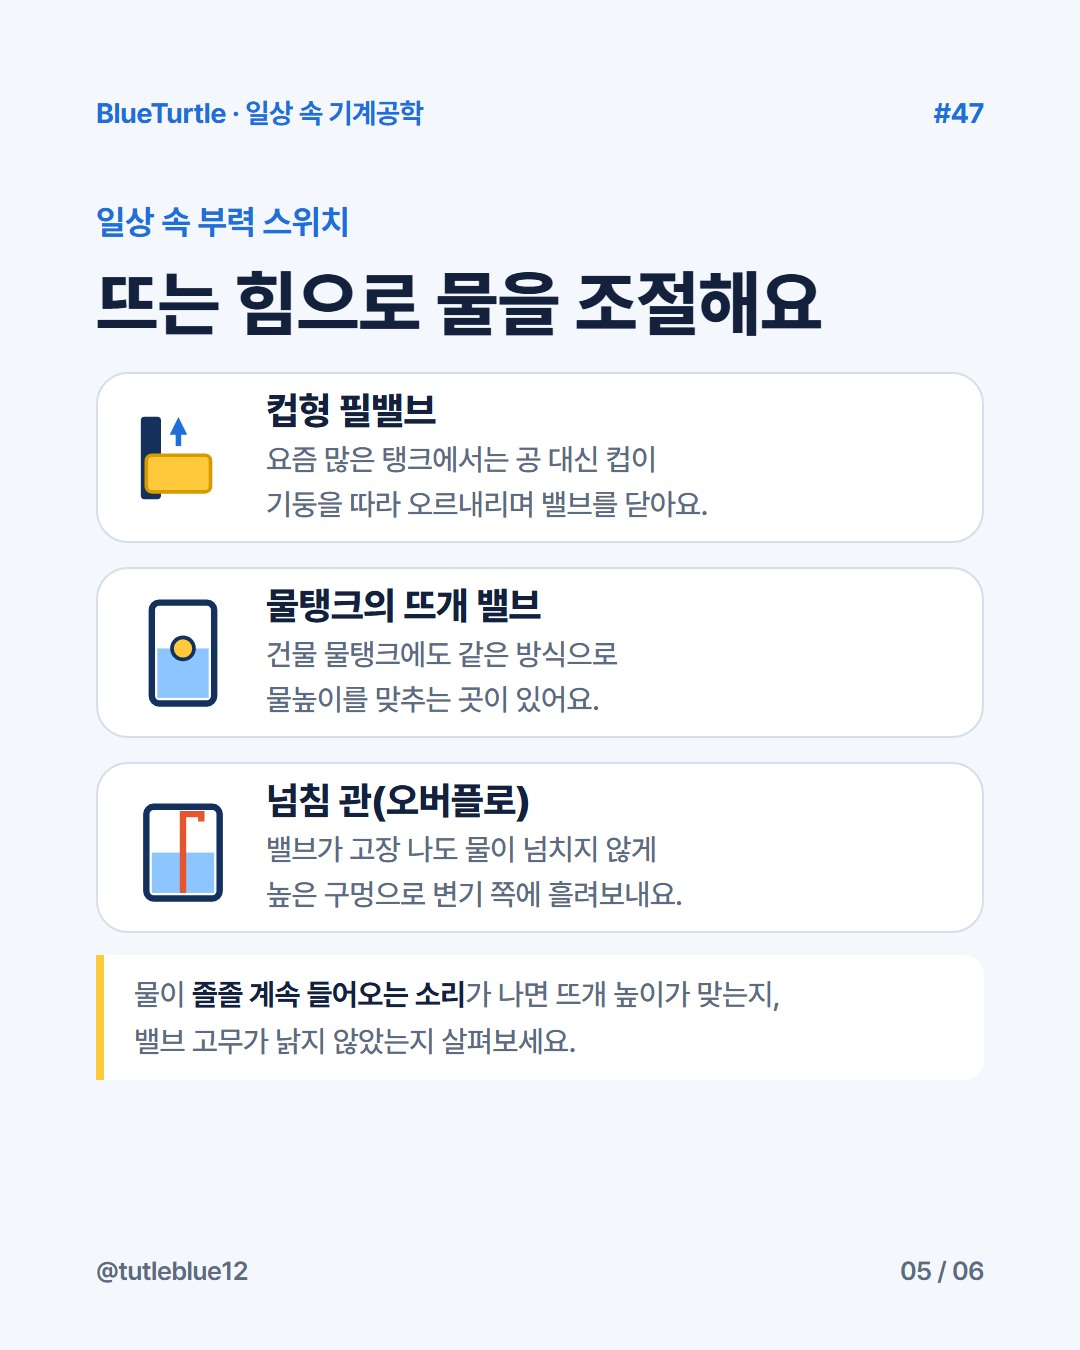 BlueTurtle · 일상 속 기계공학
#47
일상 속 부력 스위치
뜨는 힘으로 물을 조절해요
컵형 필밸브
요즘 많은 탱크에서는 공 대신 컵이
기둥을 따라 오르내리며 밸브를 닫아요.
물탱크의 뜨개 밸브
건물 물탱크에도 같은 방식으로
물높이를 맞추는 곳이 있어요.
넘침 관(오버플로)
밸브가 고장 나도 물이 넘치지 않게
높은 구멍으로 변기 쪽에 흘려보내요.
물이 졸졸 계속 들어오는 소리가 나면 뜨개 높이가 맞는지,
밸브 고무가 낡지 않았는지 살펴보세요.
@tutleblue12
05 / 06